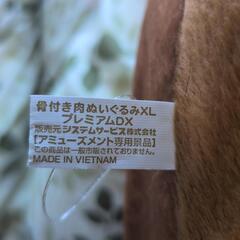 骨付き肉ぬいぐるみXL
プレミアムDX
販売元 システムサービス株式会社
【アミューズメント専用景品】
この商品は一般市販されておりません。
MADE IN VIETNAM